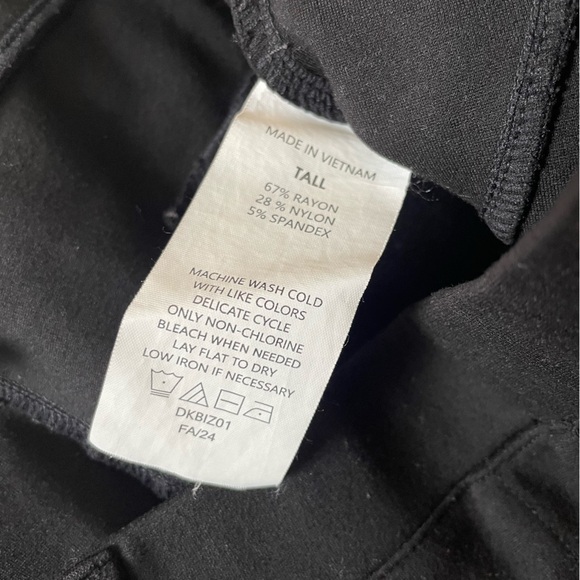 MADE IN VIETNAM
TALL
67% RAYON
28 % NYLON
5% SPANDEX
MACHINE WASH COLD
WITH LIKE COLORS
DELICATE CYCLE
ONLY NON-CHLORINE
BLEACH WHEN NEEDED
LAY FLAT TO DRY
LOW IRON IF NECESSARY
DKBIZ01
FA/24